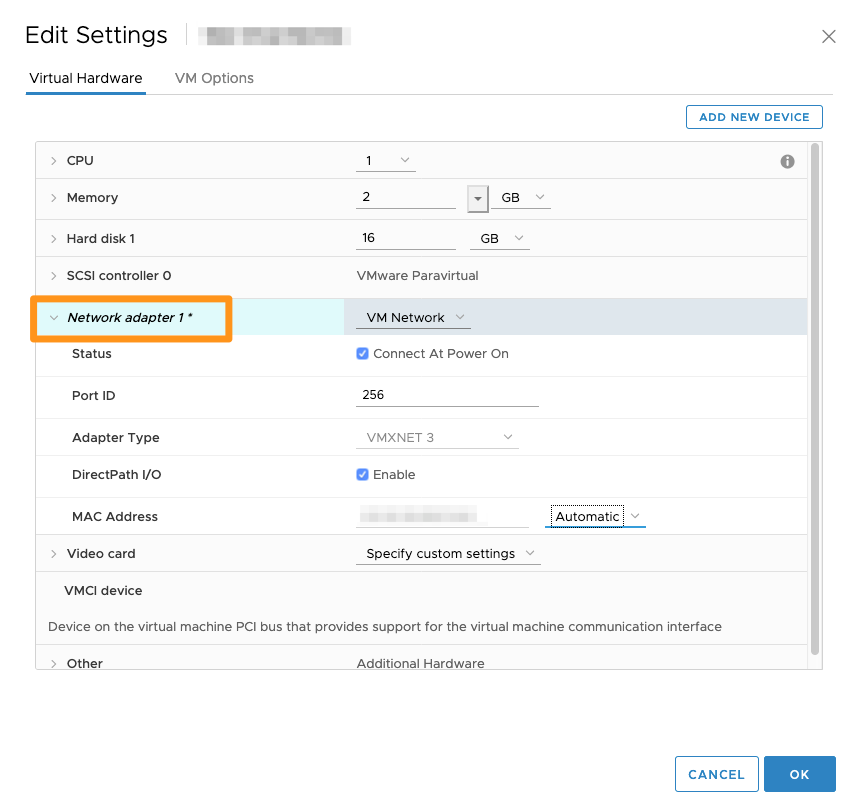 Edit Settings
Virtual Hardware VM Options
ADD NEW DEVICE
CPU 1
Memory 2 GB
Hard disk 1 16 GB
SCSI controller 0 VMware Paravirtual
Network adapter 1 * VM Network
Status Connect At Power On
Port ID 256
Adapter Type VMXNET 3
DirectPath I/O Enable
MAC Address Automatic
Video card Specify custom settings
VMCI device
Device on the virtual machine PCI bus that provides support for the virtual machine communication interface
Other Additional Hardware
CANCEL OK